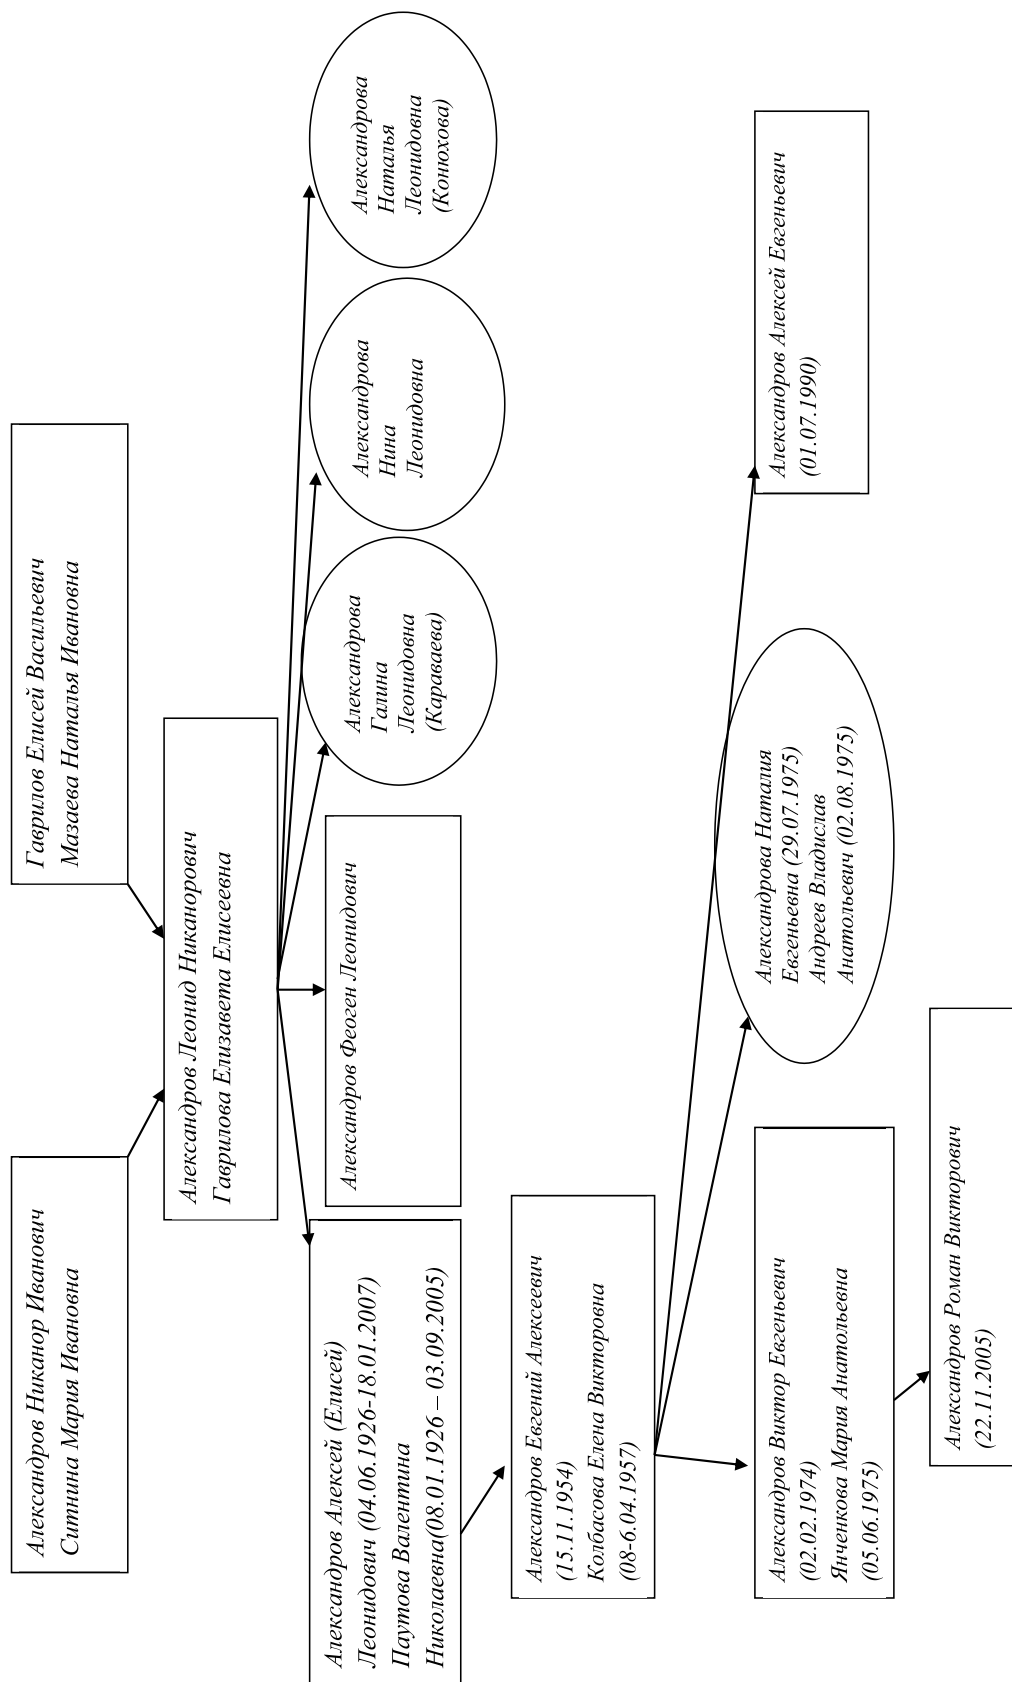 Александров Никанор Иванович
Ситнина Мария Ивановна
Гаврилов Елисей Васильевич
Мазаева Наталья Ивановна
Александров Леонид Никанорович
Гаврилова Елизавета Елисеевна
Александров Алексей (Елисей)
Леонидович (04.06.1926-18.01.2007)
Паутова Валентина
Николаевна(08.01.1926 – 03.09.2005)
Александров Феоген Леонидович
Александрова
Галина
Леонидовна
(Караваева)
Александрова
Нина
Леонидовна
Александрова
Наталья
Леонидовна
(Конюхова)
Александров Евгений Алексеевич
(15.11.1954)
Колбасова Елена Викторовна
(08-6.04.1957)
Александров Виктор Евгеньевич
(02.02.1974)
Янченкова Мария Анатольевна
(05.06.1975)
Александрова Наталия
Евгеньевна (29.07.1975)
Андреев Владислав
Анатольевич (02.08.1975)
Александров Алексей Евгеньевич
(01.07.1990)
Александров Роман Викторович
(22.11.2005)